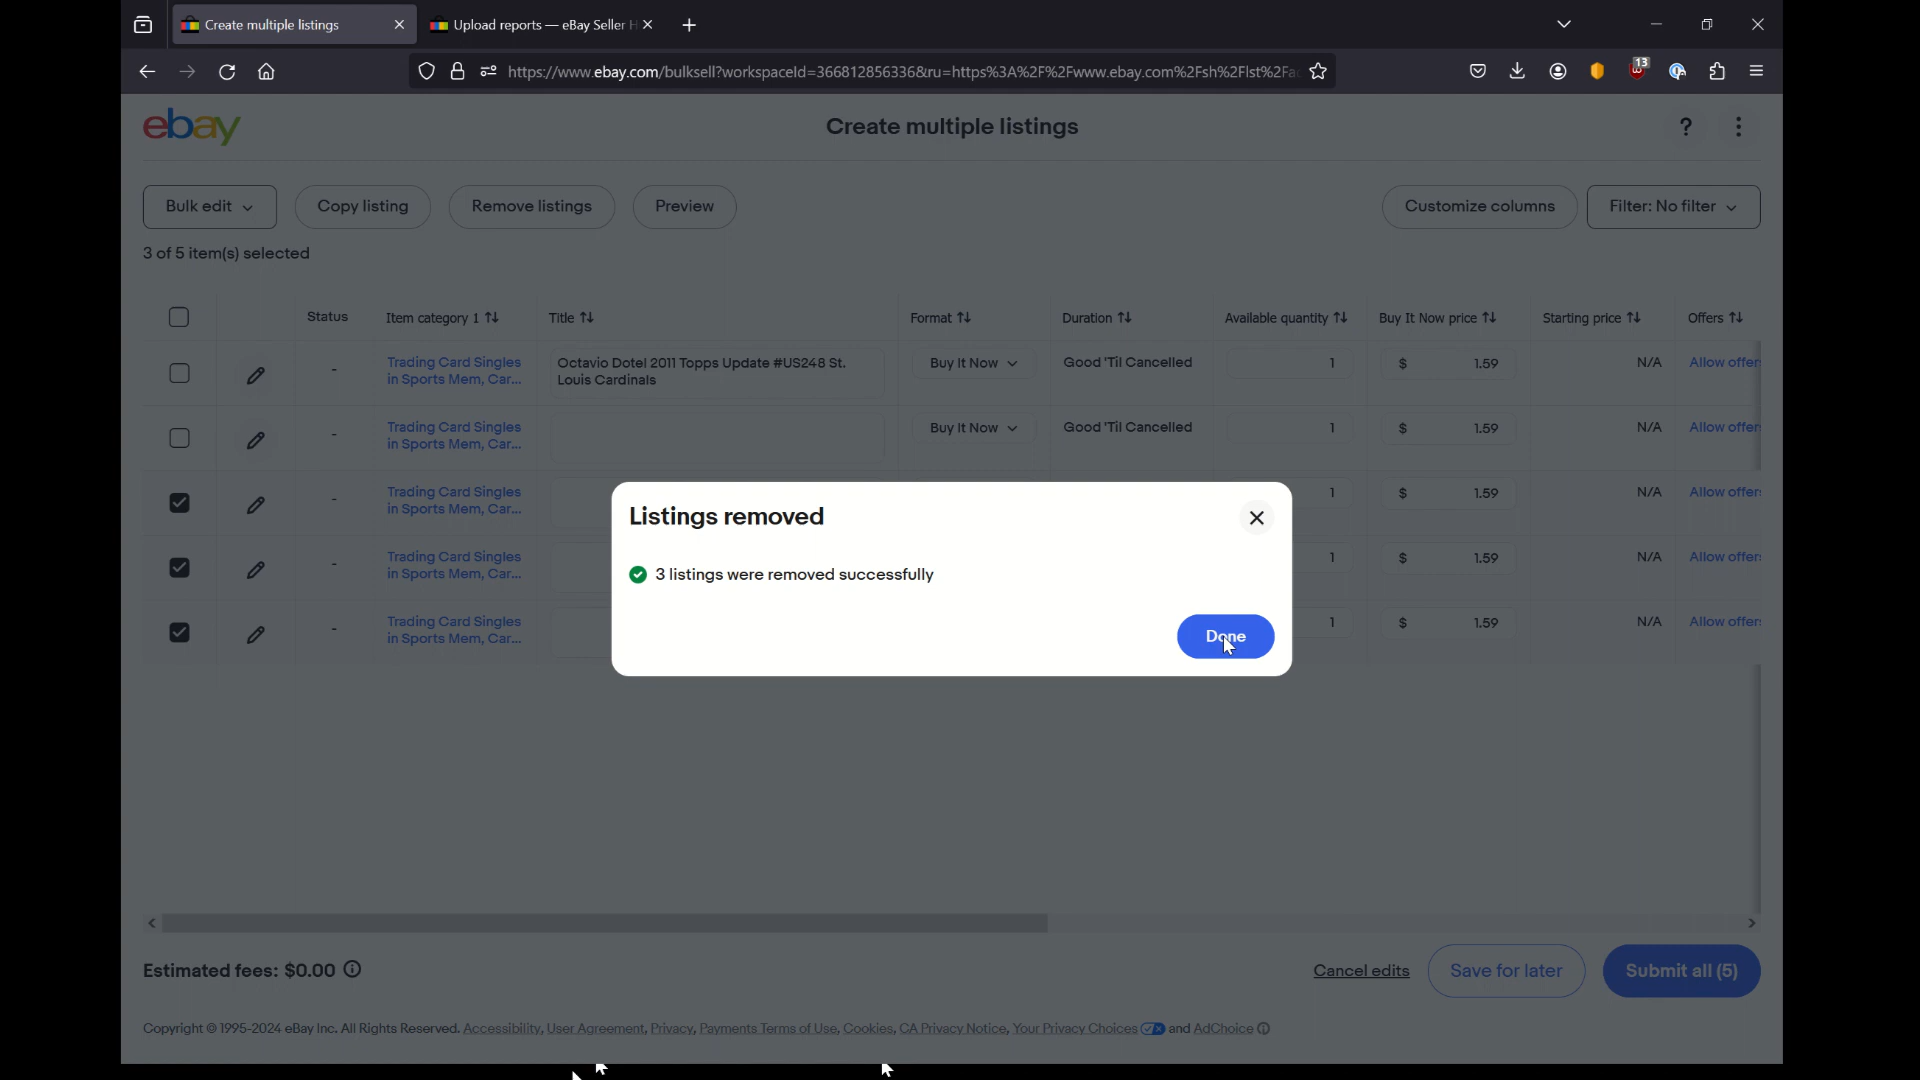 Create multiple listings
Upload reports — eBay Seller H
https://www.ebay.com/bulksell?workspaceId=366812856336&ru=https%3A%2F%2Fwww.ebay.com%2Fsh%2Flst%2Fa
13
ebay
Create multiple listings
?
Bulk edit
Copy listing
Remove listings
Preview
Customize columns
Filter: No filter
3 of 5 item(s) selected
Status
Item category 1
Title
Format
Duration
Available quantity
Buy It Now price
Starting price
Offers
- Trading Card Singles Octavio Dotel 2011 Topps Update #US248 St. Buy It Now Good 'Til Cancelled 1 $ 1.59 N/A Allow offer
in Sports Mem, Car... Louis Cardinals
- Trading Card Singles Buy It Now Good 'Til Cancelled 1 $ 1.59 N/A Allow offer
in Sports Mem, Car...
- Trading Card Singles 1 $ 1.59 N/A Allow offer
in Sports Mem, Car...
- Trading Card Singles 1 $ 1.59 N/A Allow offer
in Sports Mem, Car...
- Trading Card Singles 1 $ 1.59 N/A Allow offer
in Sports Mem, Car...
Listings removed
3 listings were removed successfully
Done
Estimated fees: $0.00
Cancel edits
Save for later
Submit all (5)
Copyright © 1995-2024 eBay Inc. All Rights Reserved. Accessibility, User Agreement, Privacy, Payments Terms of Use, Cookies, CA Privacy Notice, Your Privacy Choices and AdChoice